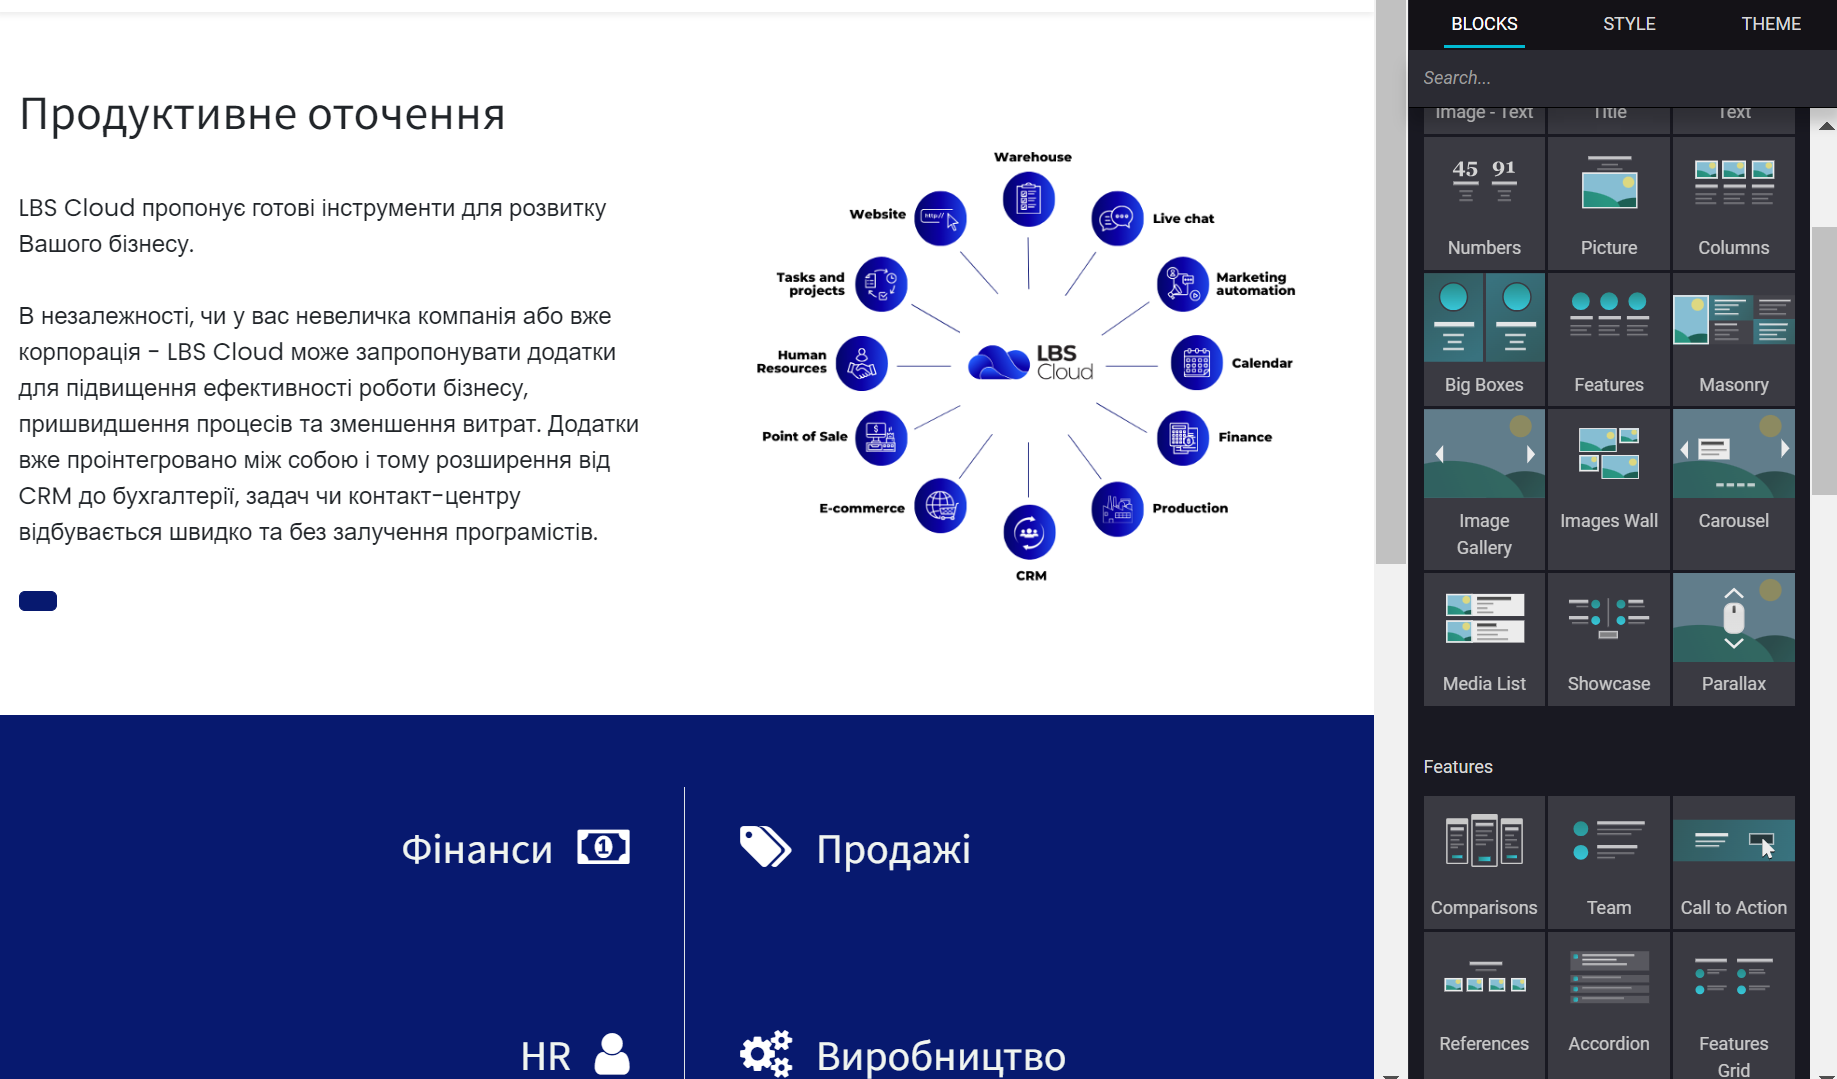 BLOCKS STYLE THEME
Search...
Image - Text Title Text
Numbers Picture Columns
Big Boxes Features Masonry
Image
Gallery
Images Wall
Carousel
Media List Showcase Parallax
Features
Comparisons Team Call to Action
References Accordion Features
Grid
45 91
Продуктивне оточення
LBS Cloud пропонує готові інструменти для розвитку
Вашого бізнесу.
В незалежності, чи у вас невеличка компанія або вже
корпорація - LBS Cloud може запропонувати додатки
для підвищення ефективності роботи бізнесу,
пришвидшення процесів та зменшення витрат. Додатки
вже проінтегровано між собою і тому розширення від
CRM до бухгалтерії, задач чи контакт-центру
відбувається швидко та без залучення програмістів.
Warehouse
Website
http://
Live chat
Tasks and
projects
Marketing
automation
Human
Resources
LBS
Cloud
Calendar
Point of Sale
Finance
E-commerce
Production
CRM
Фінанси
1
Продажі
HR
Виробництво